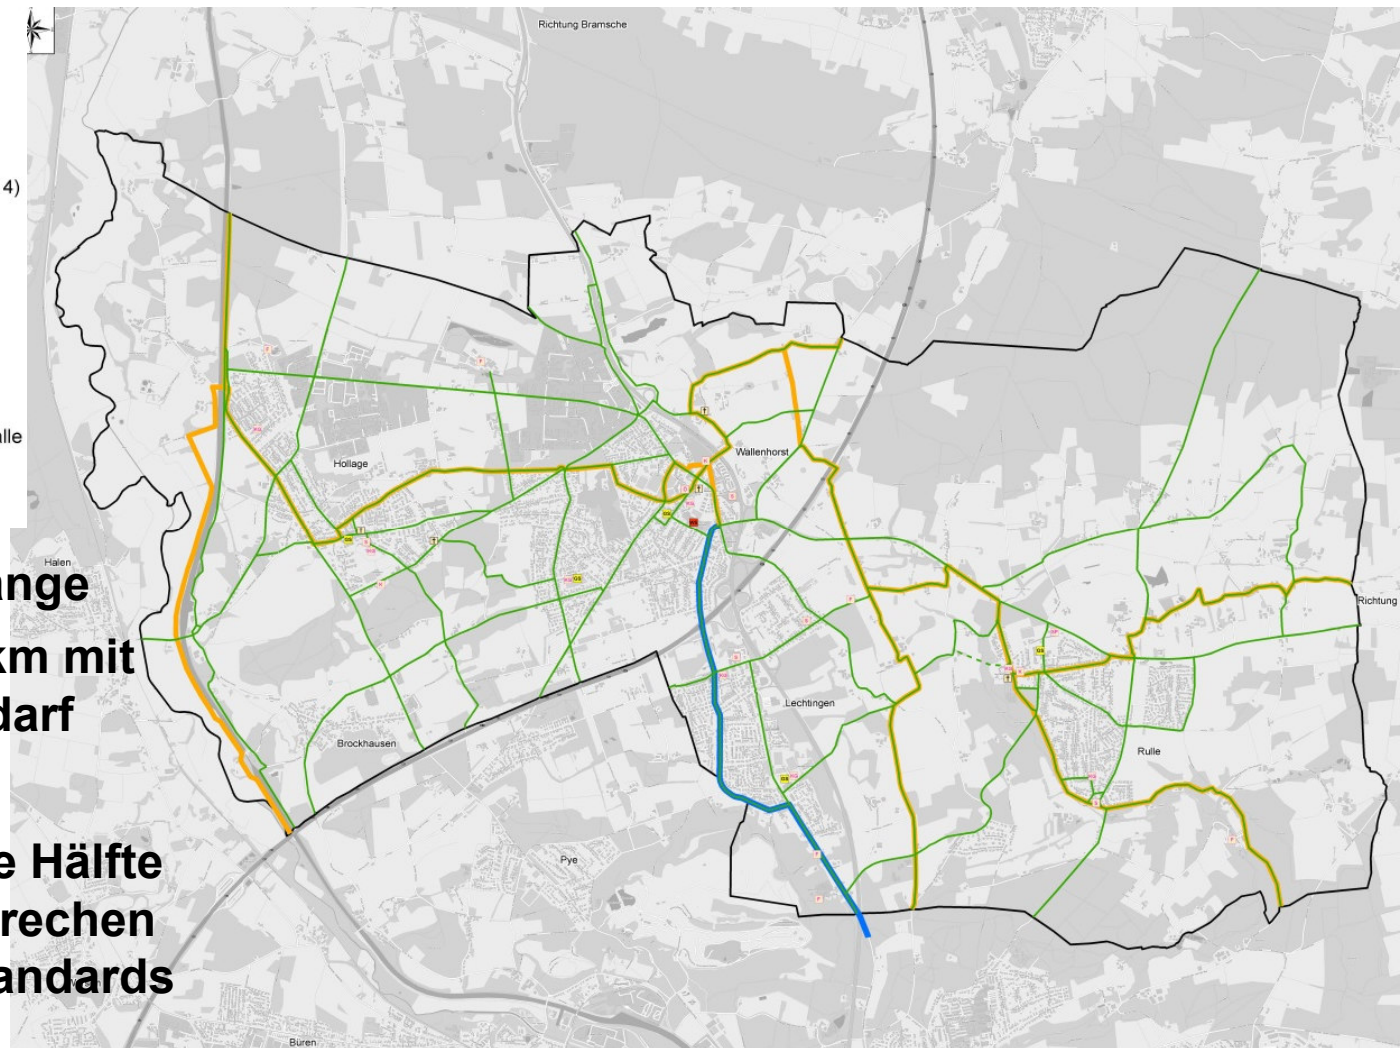 Richtung Bramsche
4)
alle
Hollage
Wallenhorst
Halen
ange
km mit
darf
Richtung
Lechtingen
Brockhausen
Rulle
e Hälfte
Pye
rechen
andards
Büren